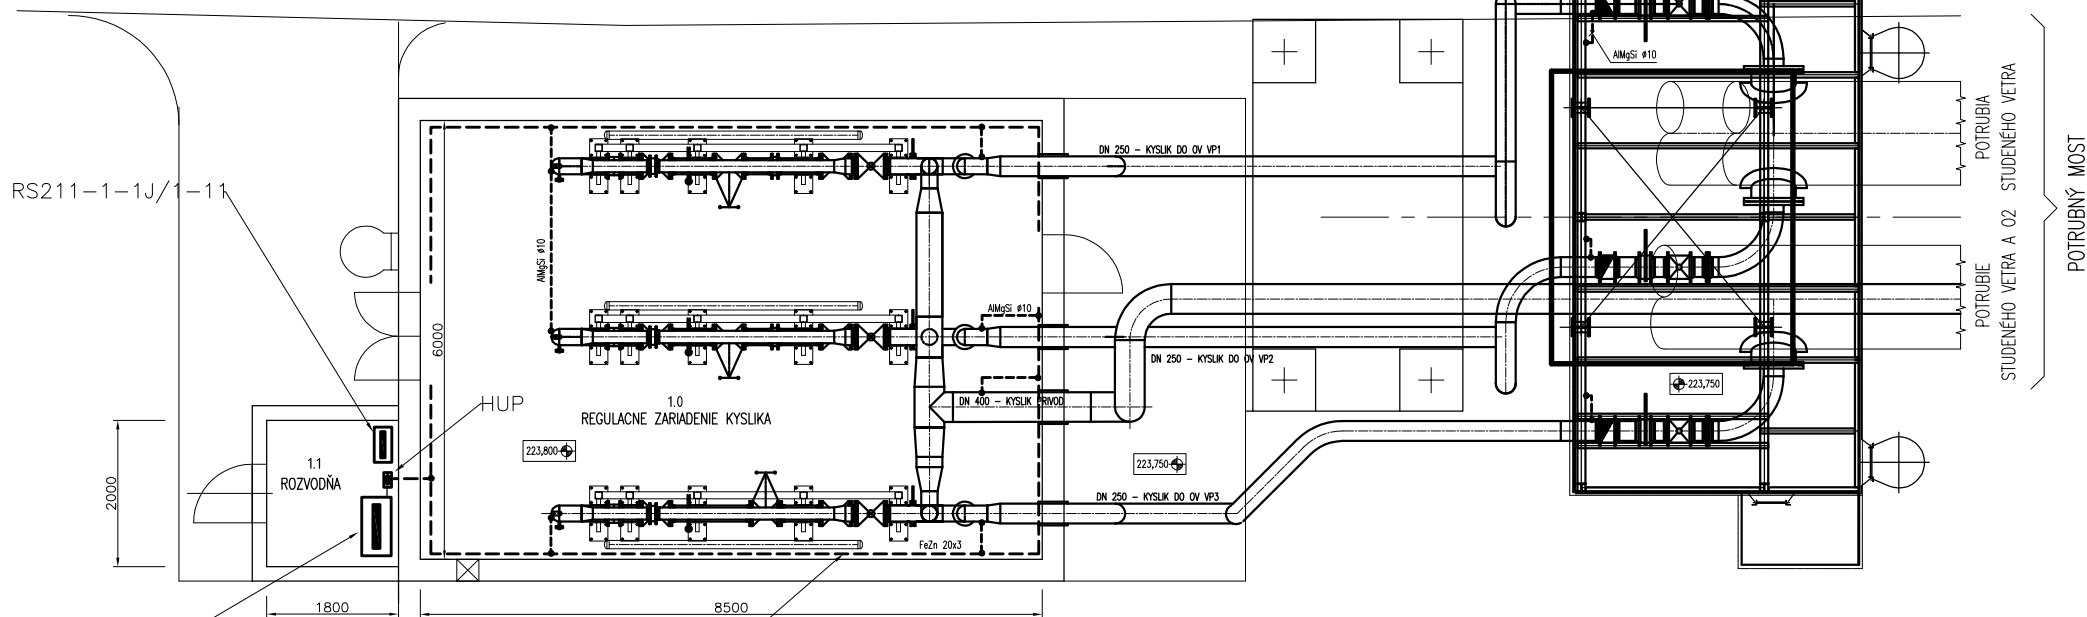 AlMgSi ø10
DN 250 - KYSLIK DO OV VP1
RS211-1-1J/1-11
AlMgSi ø10
AlMgSi ø10
6000
DN 250 - KYSLIK DO OV VP2
HUP
1.0
REGULACNE ZARIADENIE KYSLIKA
DN 400 - KYSLIK PRIVOD
223,750
223,800
223,750
1.1
ROZVODŇA
2000
DN 250 - KYSLIK DO OV VP3
FeZn 20x3
1800
8500
POTRUBIA
STUDENÉHO VETRA
POTRUBIE
STUDENÉHO VETRA A O2
POTRUBNÝ MOST